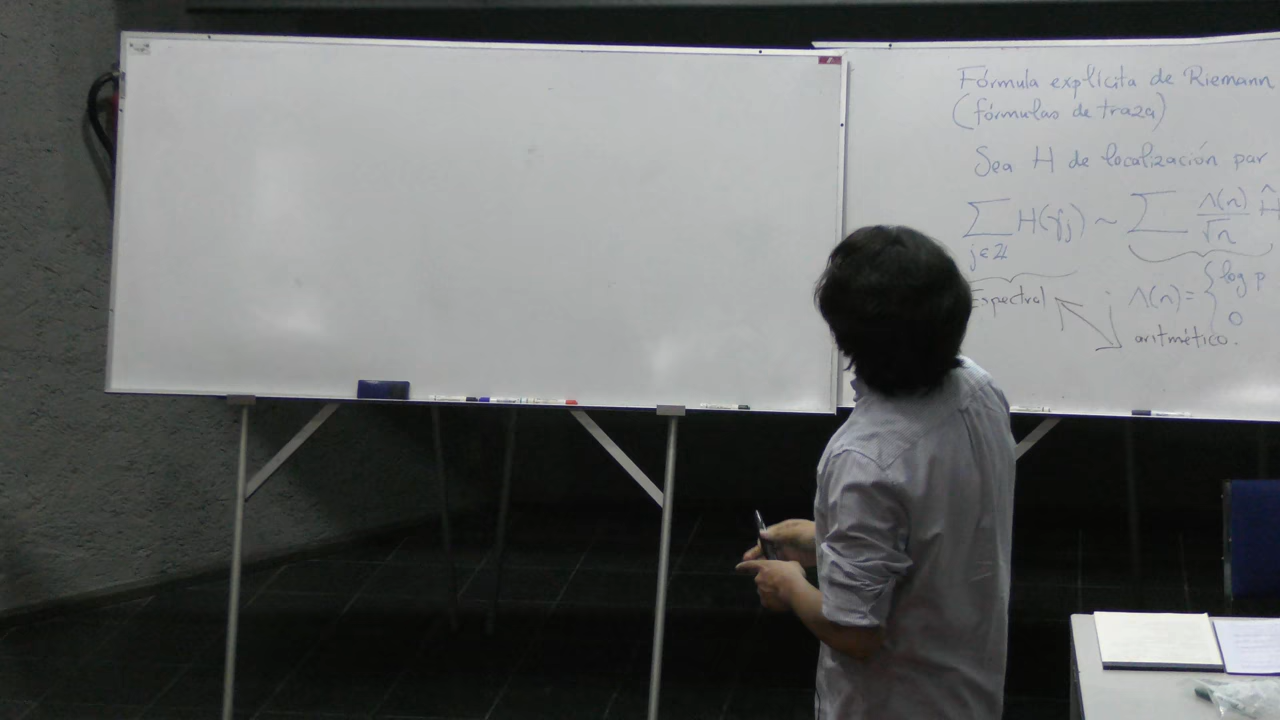 Fórmula explícita de Riemann
(fórmulas de traza)
Sea H de localización par
∑ H(γj) ~ ∑ Λ(n)/√n Ĥ
j∈ℤ
Espectral
Λ(n) = { log p
0
aritmético.